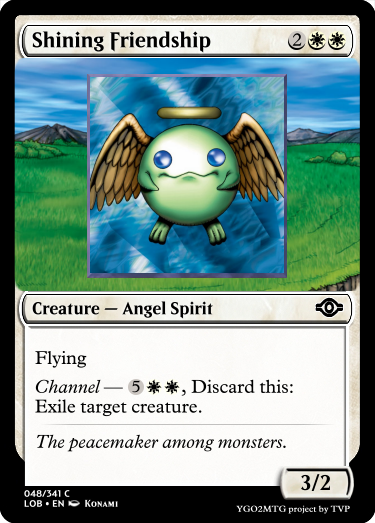 Shining Friendship 2
Creature — Angel Spirit
Flying
Channel — 5, Discard this:
Exile target creature.
The peacemaker among monsters.
3/2
048/341 C
LOB • EN Konami
YGO2MTG project by TVP